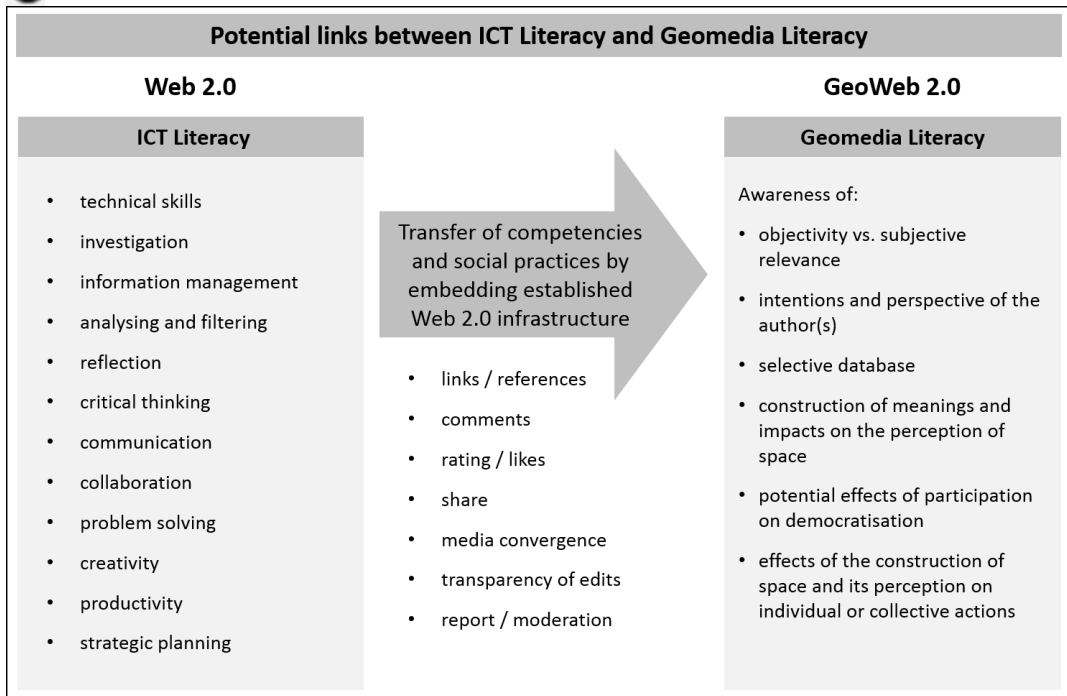 Potential links between ICT Literacy and Geomedia Literacy
Web 2.0
ICT Literacy
• technical skills
• investigation
• information management
• analysing and filtering
• reflection
• critical thinking
• communication
• collaboration
• problem solving
• creativity
• productivity
• strategic planning
Transfer of competencies
and social practices by
embedding established
Web 2.0 infrastructure
• links / references
• comments
• rating / likes
• share
• media convergence
• transparency of edits
• report / moderation
GeoWeb 2.0
Geomedia Literacy
Awareness of:
• objectivity vs. subjective
relevance
• intentions and perspective of the
author(s)
• selective database
• construction of meanings and
impacts on the perception of
space
• potential effects of participation
on democratisation
• effects of the construction of
space and its perception on
individual or collective actions